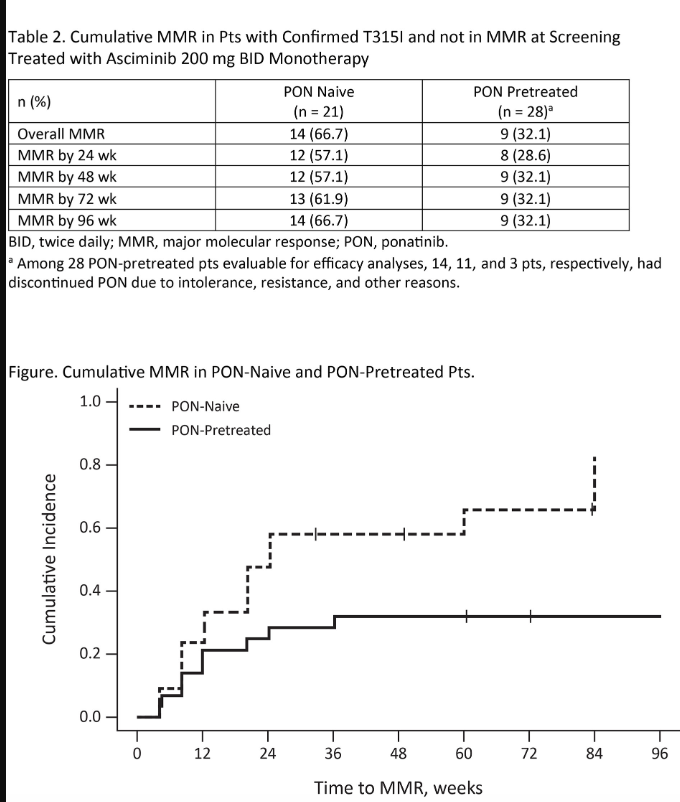 Table 2. Cumulative MMR in Pts with Confirmed T315I and not in MMR at Screening
Treated with Asciminib 200 mg BID Monotherapy
n (%) PON Naive (n = 21) PON Pretreated (n = 28)ᵃ
Overall MMR 14 (66.7) 9 (32.1)
MMR by 24 wk 12 (57.1) 8 (28.6)
MMR by 48 wk 12 (57.1) 9 (32.1)
MMR by 72 wk 13 (61.9) 9 (32.1)
MMR by 96 wk 14 (66.7) 9 (32.1)
BID, twice daily; MMR, major molecular response; PON, ponatinib.
ᵃ Among 28 PON-pretreated pts evaluable for efficacy analyses, 14, 11, and 3 pts, respectively, had
discontinued PON due to intolerance, resistance, and other reasons.
Figure. Cumulative MMR in PON-Naive and PON-Pretreated Pts.
PON-Naive
PON-Pretreated
Cumulative Incidence
1.0
0.8
0.6
0.4
0.2
0.0
0 12 24 36 48 60 72 84 96
Time to MMR, weeks